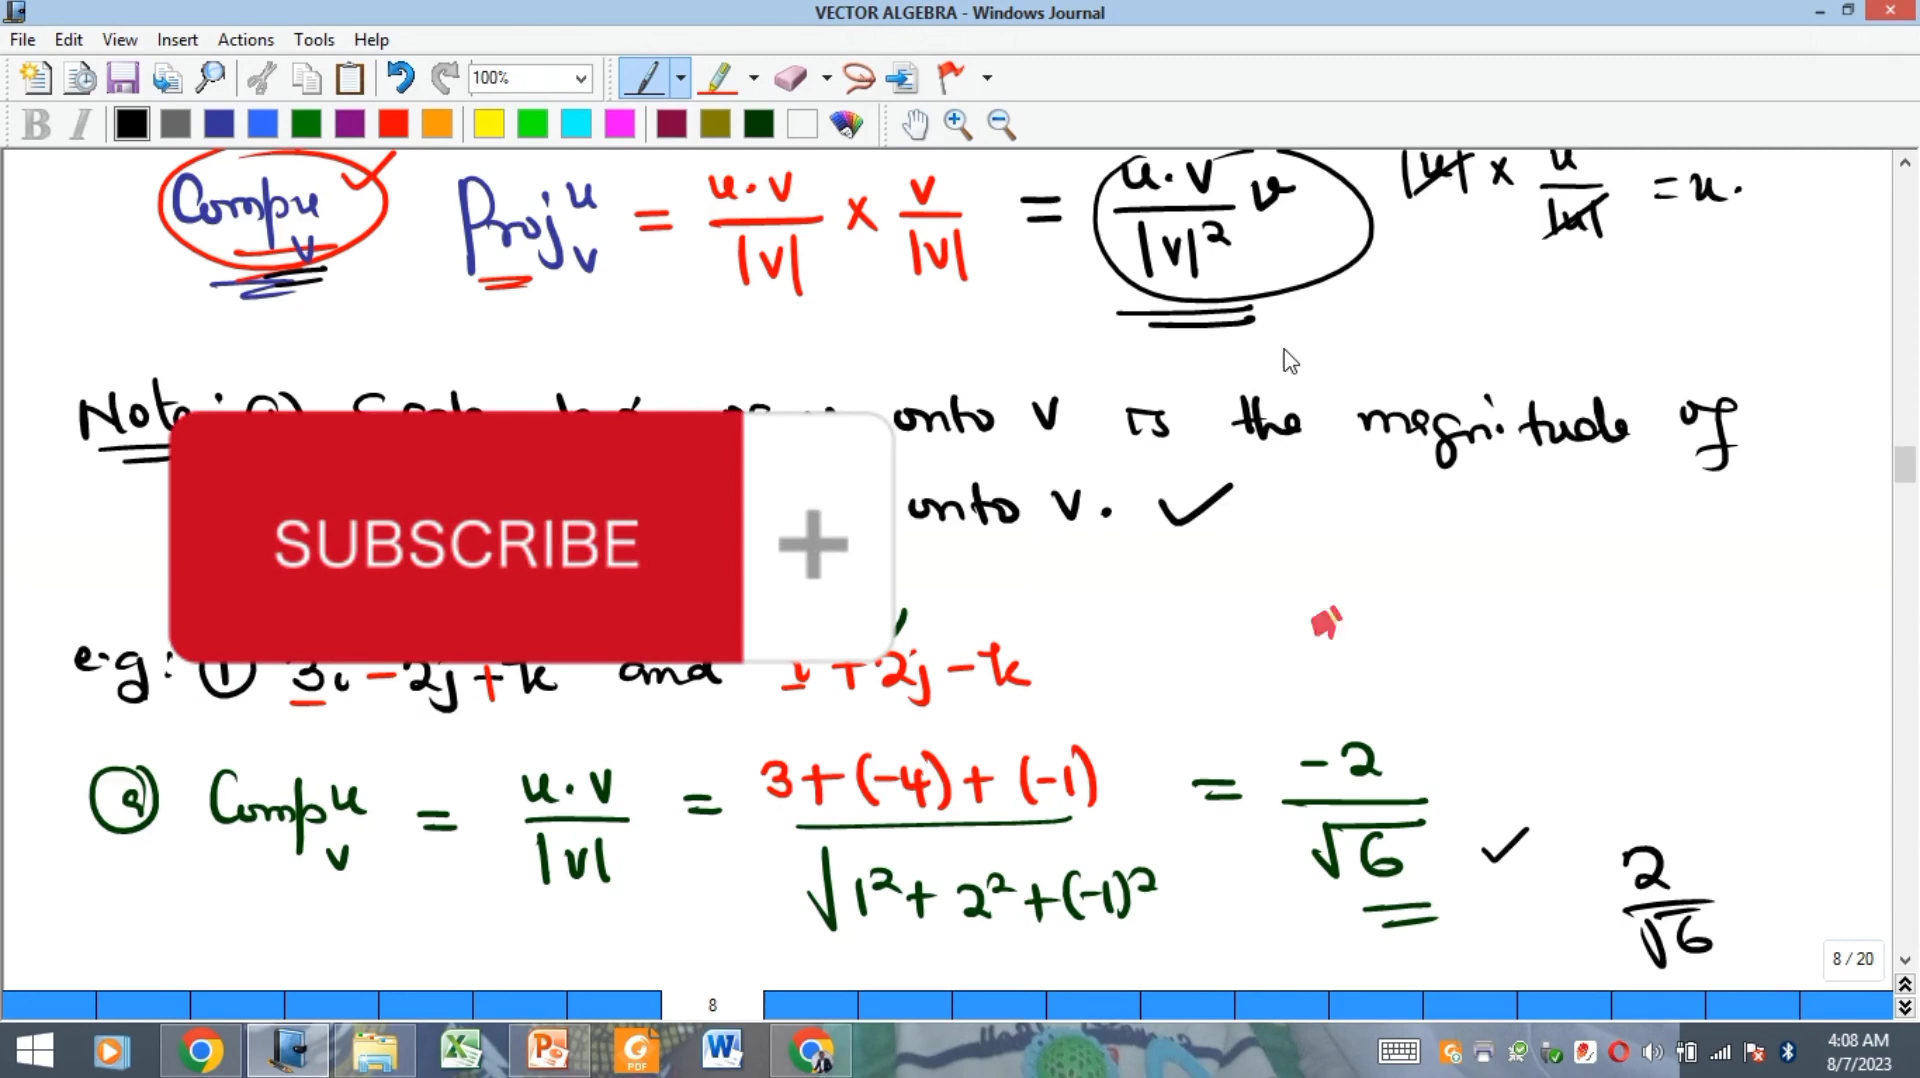 VECTOR ALGEBRA - Windows Journal
File Edit View Insert Actions Tools Help
100%
Comp u v Proj u v = u·v / |v| × v / |v| = u·v / |v|² v |u| × u / |u| = u.
Note: onto v is the magnitude of
onto v. ✓
SUBSCRIBE +
e.g: ① 3i - 2j + k and i + 2j - k
ⓐ Comp u v = u·v / |v| = 3 + (-4) + (-1) / √1² + 2² + (-1)² = -2 / √6 ✓ 2 / √6
8 / 20
8
4:08 AM
8/7/2023